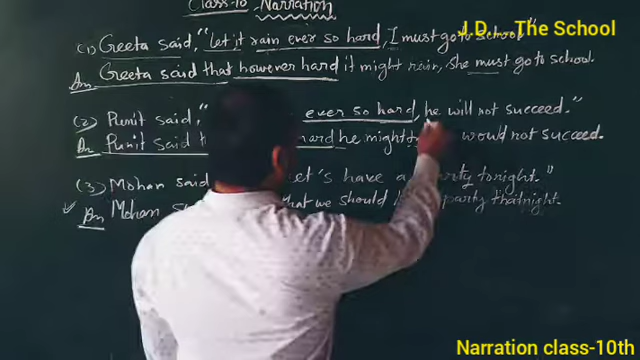 Class-10 Narration
J.D... The School
(1) Geeta said, "let it rain ever so hard, I must go to school."
Ans Geeta said that however hard it might rain, she must go to school.
(2) Punit said, " ever so hard, he will not succeed."
Ans Punit said hard he might would not succeed.
(3) Mohan said Let's have a party tonight."
Ans Mohan that we should party that night.
Narration class-10th